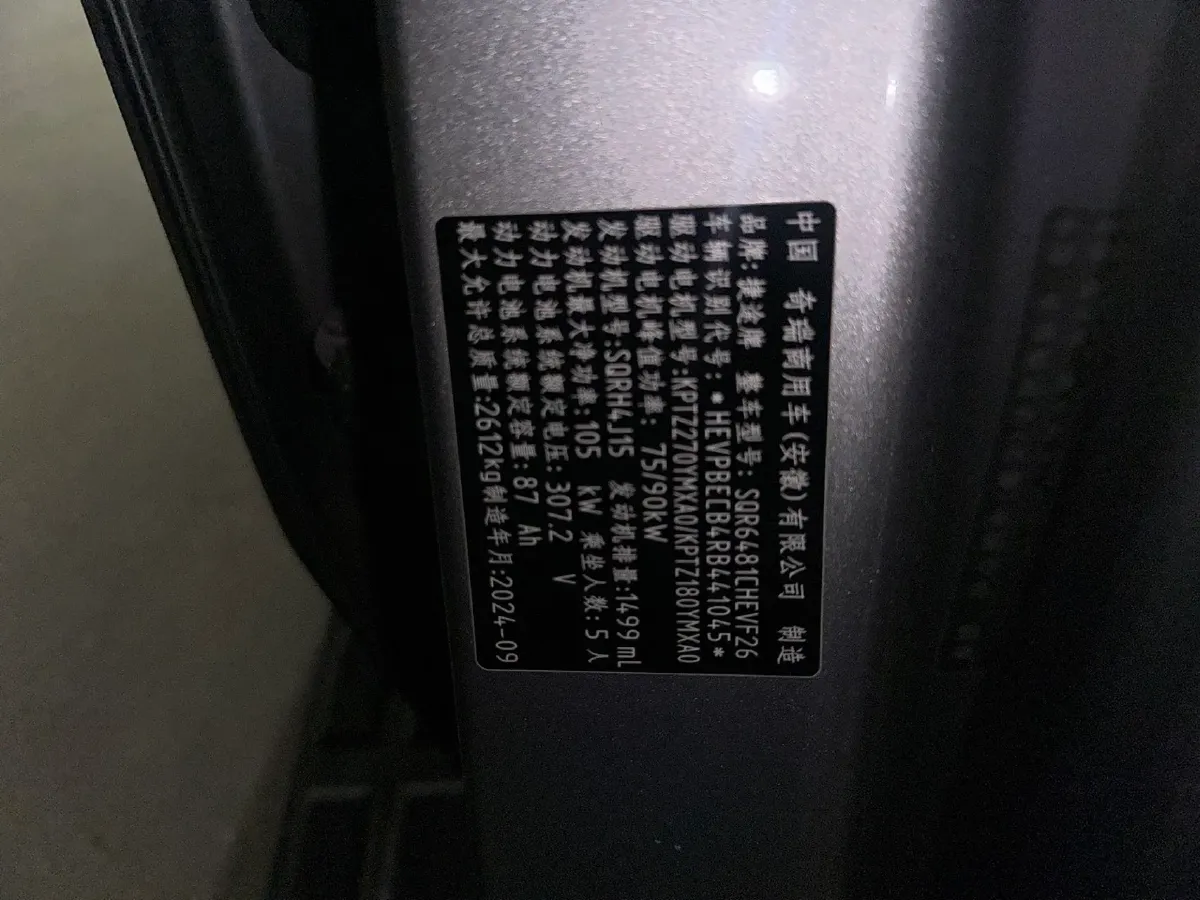 中国 奇瑞商用车(安徽)有限公司 制造
品牌:捷途牌 整车型号: SQR6481CHEVF26
车辆识别代号: *HEVPBECB4RB441045*
驱动电机型号:KPTZ270YMXA0/KPTZ180YMXA0
驱动电机峰值功率: 75/90kW
发动机型号:SQRH4J15 发动机排量:1499 mL
发动机最大净功率:105 kW 乘坐人数: 5 人
动力电池系统额定电压:307.2 V
动力电池系统额定容量:87 Ah
最大允许总质量:2612kg制造年月:2024-09